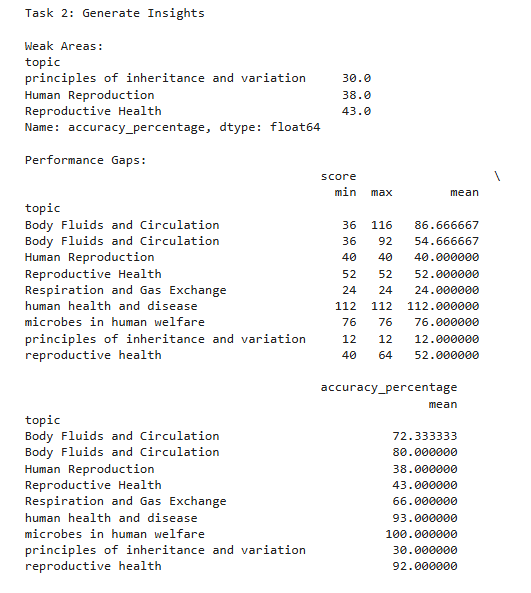 Task 2: Generate Insights

Weak Areas:
topic
principles of inheritance and variation     30.0
Human Reproduction                          38.0
Reproductive Health                         43.0
Name: accuracy_percentage, dtype: float64

Performance Gaps:
                                         score                   \
                                           min  max        mean
topic
Body Fluids and Circulation                 36  116   86.666667
Body Fluids and Circulation                 36   92   54.666667
Human Reproduction                          40   40   40.000000
Reproductive Health                         52   52   52.000000
Respiration and Gas Exchange                24   24   24.000000
human health and disease                   112  112  112.000000
microbes in human welfare                   76   76   76.000000
principles of inheritance and variation     12   12   12.000000
reproductive health                         40   64   52.000000

                                         accuracy_percentage
                                                        mean
topic
Body Fluids and Circulation                        72.333333
Body Fluids and Circulation                        80.000000
Human Reproduction                                 38.000000
Reproductive Health                                43.000000
Respiration and Gas Exchange                       66.000000
human health and disease                           93.000000
microbes in human welfare                         100.000000
principles of inheritance and variation            30.000000
reproductive health                                92.000000